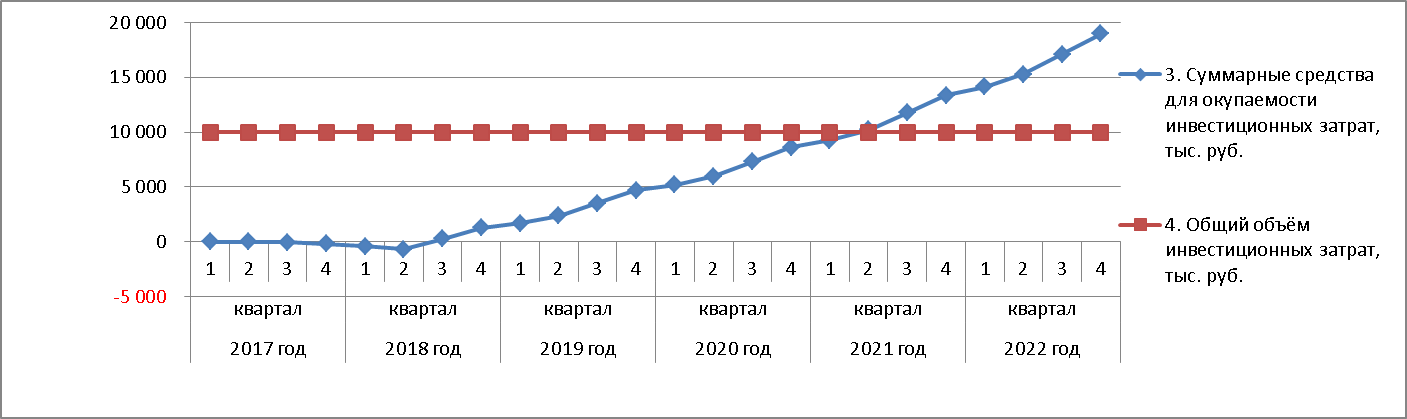 20 000
15 000
10 000
5 000
0
-5 000
1 2 3 4 1 2 3 4 1 2 3 4 1 2 3 4 1 2 3 4 1 2 3 4
квартал квартал квартал квартал квартал квартал
2017 год 2018 год 2019 год 2020 год 2021 год 2022 год
3. Суммарные средства
для окупаемости
инвестиционных затрат,
тыс. руб.
4. Общий объём
инвестиционных затрат,
тыс. руб.